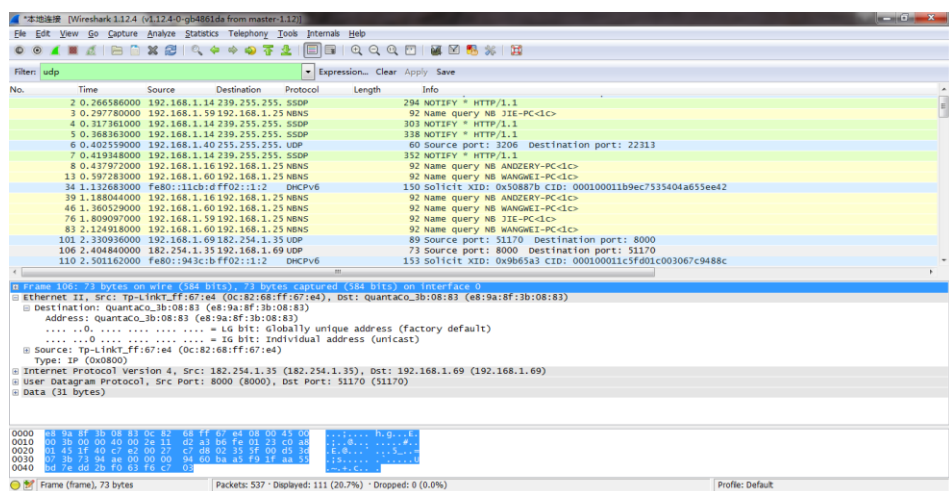 *本地连接 [Wireshark 1.12.4 (v1.12.4-0-gb4861da from master-1.12)]
File Edit View Go Capture Analyze Statistics Telephony Tools Internals Help
Filter: udp Expression... Clear Apply Save
No. Time Source Destination Protocol Length Info
2 0.266586000 192.168.1.14 239.255.255. SSDP 294 NOTIFY * HTTP/1.1
3 0.297780000 192.168.1.59 192.168.1.25 NBNS 92 Name query NB JIE-PC<1c>
4 0.317361000 192.168.1.14 239.255.255. SSDP 303 NOTIFY * HTTP/1.1
5 0.368363000 192.168.1.14 239.255.255. SSDP 338 NOTIFY * HTTP/1.1
6 0.402559000 192.168.1.40 255.255.255. UDP 60 Source port: 3206 Destination port: 22313
7 0.419348000 192.168.1.14 239.255.255. SSDP 352 NOTIFY * HTTP/1.1
8 0.437972000 192.168.1.16 192.168.1.25 NBNS 92 Name query NB ANDZERY-PC<1c>
13 0.597283000 192.168.1.60 192.168.1.25 NBNS 92 Name query NB WANGWEI-PC<1c>
34 1.132683000 fe80::11cb:d ff02::1:2 DHCPv6 150 Solicit XID: 0x50887b CID: 000100011b9ec7535404a655ee42
39 1.188044000 192.168.1.16 192.168.1.25 NBNS 92 Name query NB ANDZERY-PC<1c>
46 1.360529000 192.168.1.60 192.168.1.25 NBNS 92 Name query NB WANGWEI-PC<1c>
76 1.809097000 192.168.1.59 192.168.1.25 NBNS 92 Name query NB JIE-PC<1c>
83 2.124918000 192.168.1.60 192.168.1.25 NBNS 92 Name query NB WANGWEI-PC<1c>
101 2.330936000 192.168.1.69 182.254.1.35 UDP 89 Source port: 51170 Destination port: 8000
106 2.404840000 182.254.1.35 192.168.1.69 UDP 73 Source port: 8000 Destination port: 51170
110 2.501162000 fe80::943c:b ff02::1:2 DHCPv6 153 Solicit XID: 0x9b65a3 CID: 000100011c5fd01c003067c9488c
Frame 106: 73 bytes on wire (584 bits), 73 bytes captured (584 bits) on interface 0
Ethernet II, Src: Tp-LinkT_ff:67:e4 (0c:82:68:ff:67:e4), Dst: QuantaCo_3b:08:83 (e8:9a:8f:3b:08:83)
Destination: QuantaCo_3b:08:83 (e8:9a:8f:3b:08:83)
Address: QuantaCo_3b:08:83 (e8:9a:8f:3b:08:83)
.... ..0. .... .... .... .... = LG bit: Globally unique address (factory default)
.... ...0 .... .... .... .... = IG bit: Individual address (unicast)
Source: Tp-LinkT_ff:67:e4 (0c:82:68:ff:67:e4)
Type: IP (0x0800)
Internet Protocol Version 4, Src: 182.254.1.35 (182.254.1.35), Dst: 192.168.1.69 (192.168.1.69)
User Datagram Protocol, Src Port: 8000 (8000), Dst Port: 51170 (51170)
Data (31 bytes)
0000 e8 9a 8f 3b 08 83 0c 82 68 ff 67 e4 08 00 45 00 ...;.... h.g...E.
0010 00 3b 00 00 40 00 2e 11 d2 a3 b6 fe 01 23 c0 a8 .;..@... .....#..
0020 01 45 1f 40 c7 e2 00 27 c7 d8 02 35 5f 00 d5 3d .E.@...' ...5_..=
0030 07 3b 73 94 ae 00 00 00 94 60 ba a5 f9 1f aa 55 .;s..... .`.....U
0040 bd 7e dd 2b f0 63 f6 c7 03 .~.+.c.. .
Frame (frame), 73 bytes Packets: 537 · Displayed: 111 (20.7%) · Dropped: 0 (0.0%) Profile: Default